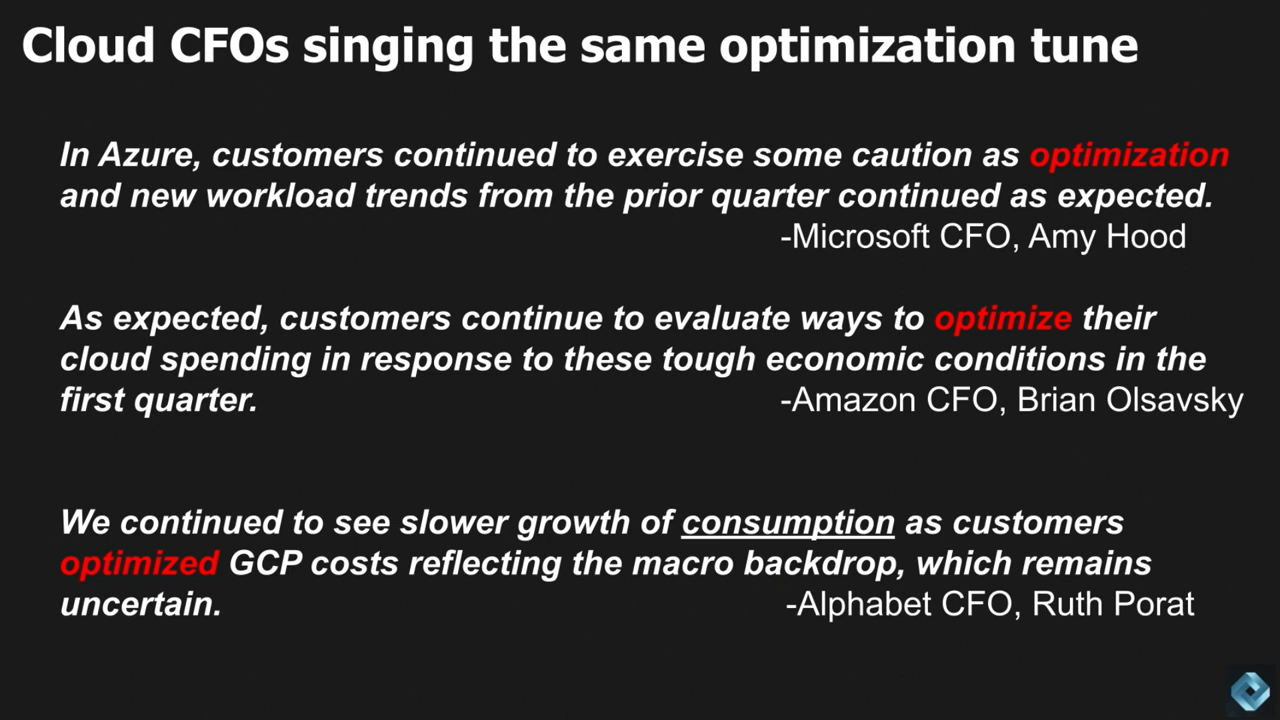 Cloud CFOs singing the same optimization tune
In Azure, customers continued to exercise some caution as optimization
and new workload trends from the prior quarter continued as expected.
-Microsoft CFO, Amy Hood
As expected, customers continue to evaluate ways to optimize their
cloud spending in response to these tough economic conditions in the
first quarter. -Amazon CFO, Brian Olsavsky
We continued to see slower growth of consumption as customers
optimized GCP costs reflecting the macro backdrop, which remains
uncertain. -Alphabet CFO, Ruth Porat